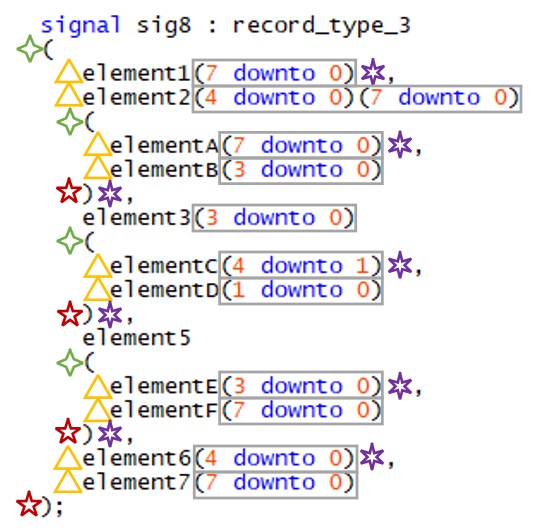 signal sig8 : record_type_3
(
element1(7 downto 0) ,
element2(4 downto 0)(7 downto 0)
(
elementA(7 downto 0) ,
elementB(3 downto 0)
) ,
element3(3 downto 0)
(
elementC(4 downto 1) ,
elementD(1 downto 0)
) ,
element5
(
elementE(3 downto 0) ,
elementF(7 downto 0)
) ,
element6(4 downto 0) ,
element7(7 downto 0)
);